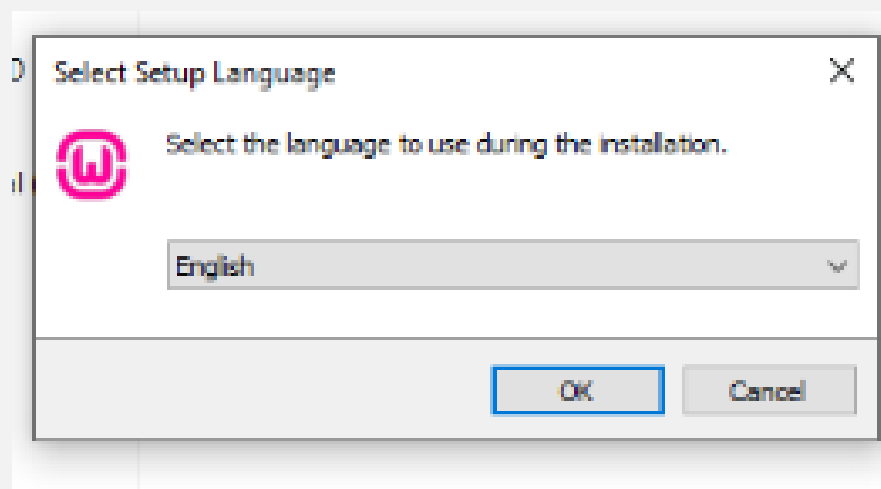 Select Setup Language
Select the language to use during the installation.
English
OK
Cancel